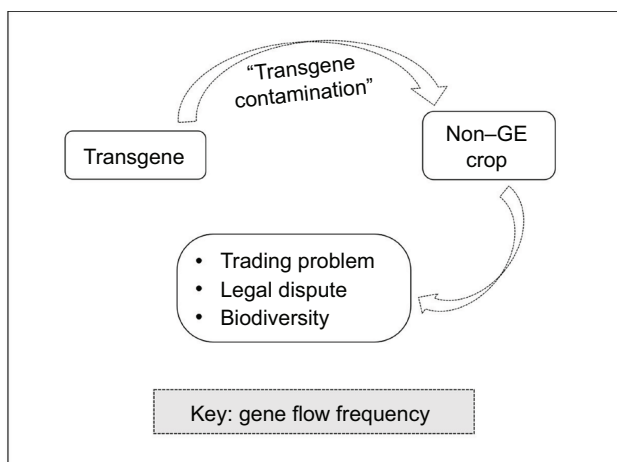 “Transgene
contamination”
Transgene
Non–GE
crop
• Trading problem
• Legal dispute
• Biodiversity
Key: gene flow frequency